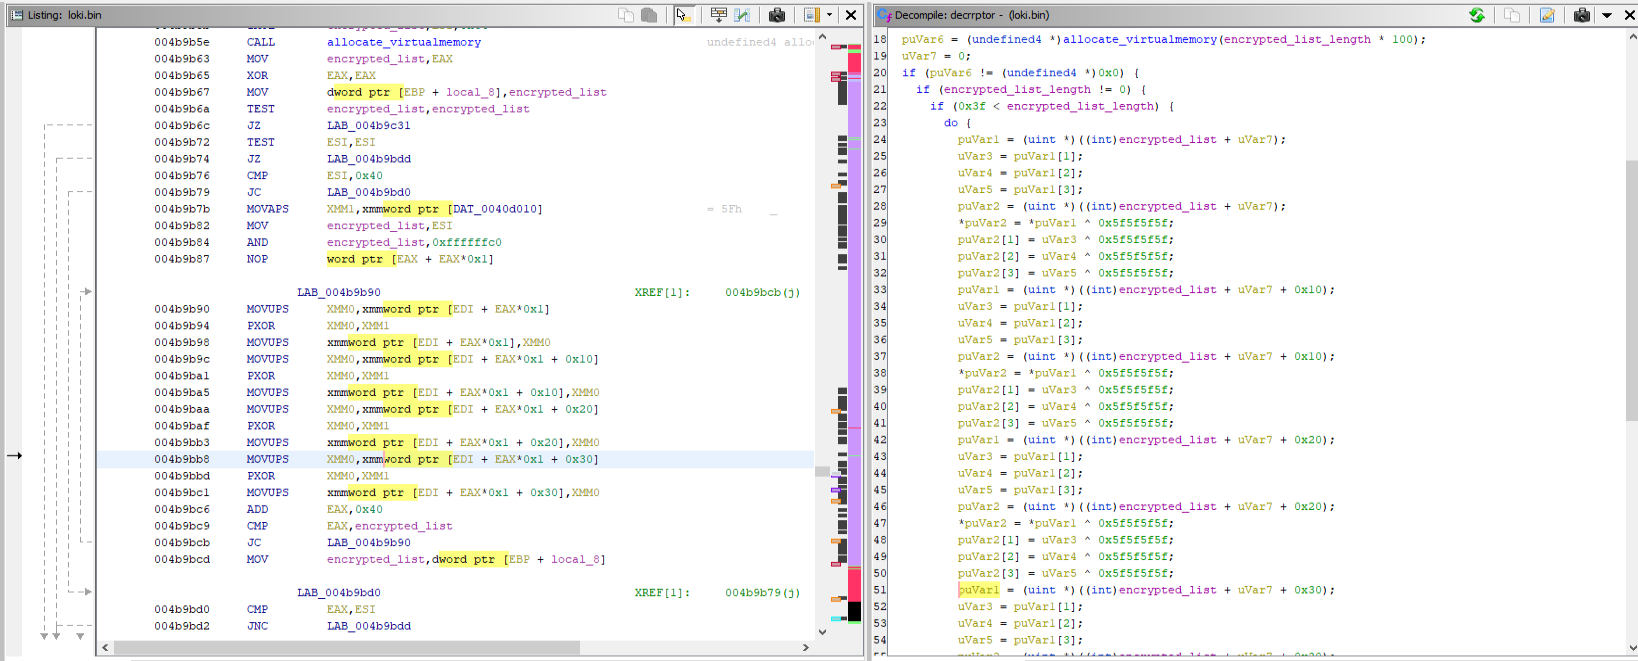 Listing: loki.bin
004b9b5e CALL allocate_virtualmemory undefined4 allo
004b9b63 MOV encrypted_list,EAX
004b9b65 XOR EAX,EAX
004b9b67 MOV dword ptr [EBP + local_8],encrypted_list
004b9b6a TEST encrypted_list,encrypted_list
004b9b6c JZ LAB_004b9c31
004b9b72 TEST ESI,ESI
004b9b74 JZ LAB_004b9bdd
004b9b76 CMP ESI,0x40
004b9b79 JC LAB_004b9bd0
004b9b7b MOVAPS XMM1,xmmword ptr [DAT_0040d010] = 5Fh _
004b9b82 MOV encrypted_list,ESI
004b9b84 AND encrypted_list,0xffffffc0
004b9b87 NOP word ptr [EAX + EAX*0x1]
LAB_004b9b90 XREF[1]: 004b9bcb(j)
004b9b90 MOVUPS XMM0,xmmword ptr [EDI + EAX*0x1]
004b9b94 PXOR XMM0,XMM1
004b9b98 MOVUPS xmmword ptr [EDI + EAX*0x1],XMM0
004b9b9c MOVUPS XMM0,xmmword ptr [EDI + EAX*0x1 + 0x10]
004b9ba1 PXOR XMM0,XMM1
004b9ba5 MOVUPS xmmword ptr [EDI + EAX*0x1 + 0x10],XMM0
004b9baa MOVUPS XMM0,xmmword ptr [EDI + EAX*0x1 + 0x20]
004b9baf PXOR XMM0,XMM1
004b9bb3 MOVUPS xmmword ptr [EDI + EAX*0x1 + 0x20],XMM0
004b9bb8 MOVUPS XMM0,xmmword ptr [EDI + EAX*0x1 + 0x30]
004b9bbd PXOR XMM0,XMM1
004b9bc1 MOVUPS xmmword ptr [EDI + EAX*0x1 + 0x30],XMM0
004b9bc6 ADD EAX,0x40
004b9bc9 CMP EAX,encrypted_list
004b9bcb JC LAB_004b9b90
004b9bcd MOV encrypted_list,dword ptr [EBP + local_8]
LAB_004b9bd0 XREF[1]: 004b9b79(j)
004b9bd0 CMP EAX,ESI
004b9bd2 JNC LAB_004b9bdd
Decompile: decrrptor - (loki.bin)
18 puVar6 = (undefined4 *)allocate_virtualmemory(encrypted_list_length * 100);
19 uVar7 = 0;
20 if (puVar6 != (undefined4 *)0x0) {
21 if (encrypted_list_length != 0) {
22 if (0x3f < encrypted_list_length) {
23 do {
24 puVar1 = (uint *)((int)encrypted_list + uVar7);
25 uVar3 = puVar1[1];
26 uVar4 = puVar1[2];
27 uVar5 = puVar1[3];
28 puVar2 = (uint *)((int)encrypted_list + uVar7);
29 *puVar2 = *puVar1 ^ 0x5f5f5f5f;
30 puVar2[1] = uVar3 ^ 0x5f5f5f5f;
31 puVar2[2] = uVar4 ^ 0x5f5f5f5f;
32 puVar2[3] = uVar5 ^ 0x5f5f5f5f;
33 puVar1 = (uint *)((int)encrypted_list + uVar7 + 0x10);
34 uVar3 = puVar1[1];
35 uVar4 = puVar1[2];
36 uVar5 = puVar1[3];
37 puVar2 = (uint *)((int)encrypted_list + uVar7 + 0x10);
38 *puVar2 = *puVar1 ^ 0x5f5f5f5f;
39 puVar2[1] = uVar3 ^ 0x5f5f5f5f;
40 puVar2[2] = uVar4 ^ 0x5f5f5f5f;
41 puVar2[3] = uVar5 ^ 0x5f5f5f5f;
42 puVar1 = (uint *)((int)encrypted_list + uVar7 + 0x20);
43 uVar3 = puVar1[1];
44 uVar4 = puVar1[2];
45 uVar5 = puVar1[3];
46 puVar2 = (uint *)((int)encrypted_list + uVar7 + 0x20);
47 *puVar2 = *puVar1 ^ 0x5f5f5f5f;
48 puVar2[1] = uVar3 ^ 0x5f5f5f5f;
49 puVar2[2] = uVar4 ^ 0x5f5f5f5f;
50 puVar2[3] = uVar5 ^ 0x5f5f5f5f;
51 puVar1 = (uint *)((int)encrypted_list + uVar7 + 0x30);
52 uVar3 = puVar1[1];
53 uVar4 = puVar1[2];
54 uVar5 = puVar1[3];